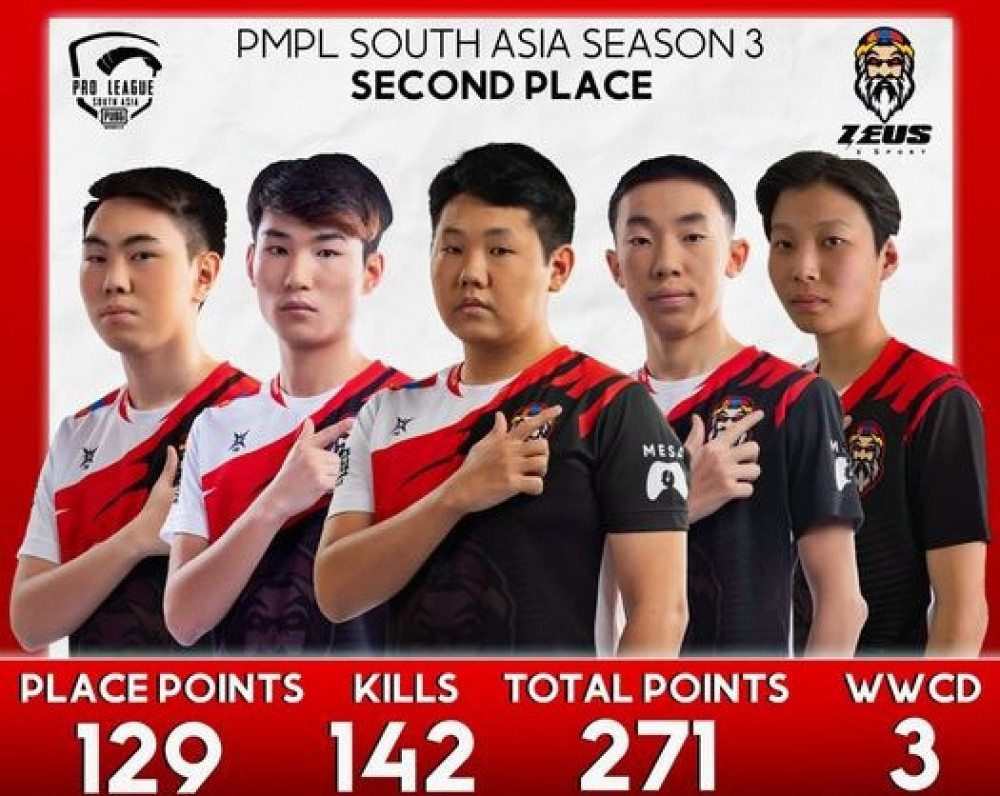 PMPL SOUTH ASIA SEASON 3
SECOND PLACE
PRO LEAGUE
SOUTH ASIA
PUBG
ZEUS
PLACE POINTS
KILLS
TOTAL POINTS
WWCD
129
142
271
3